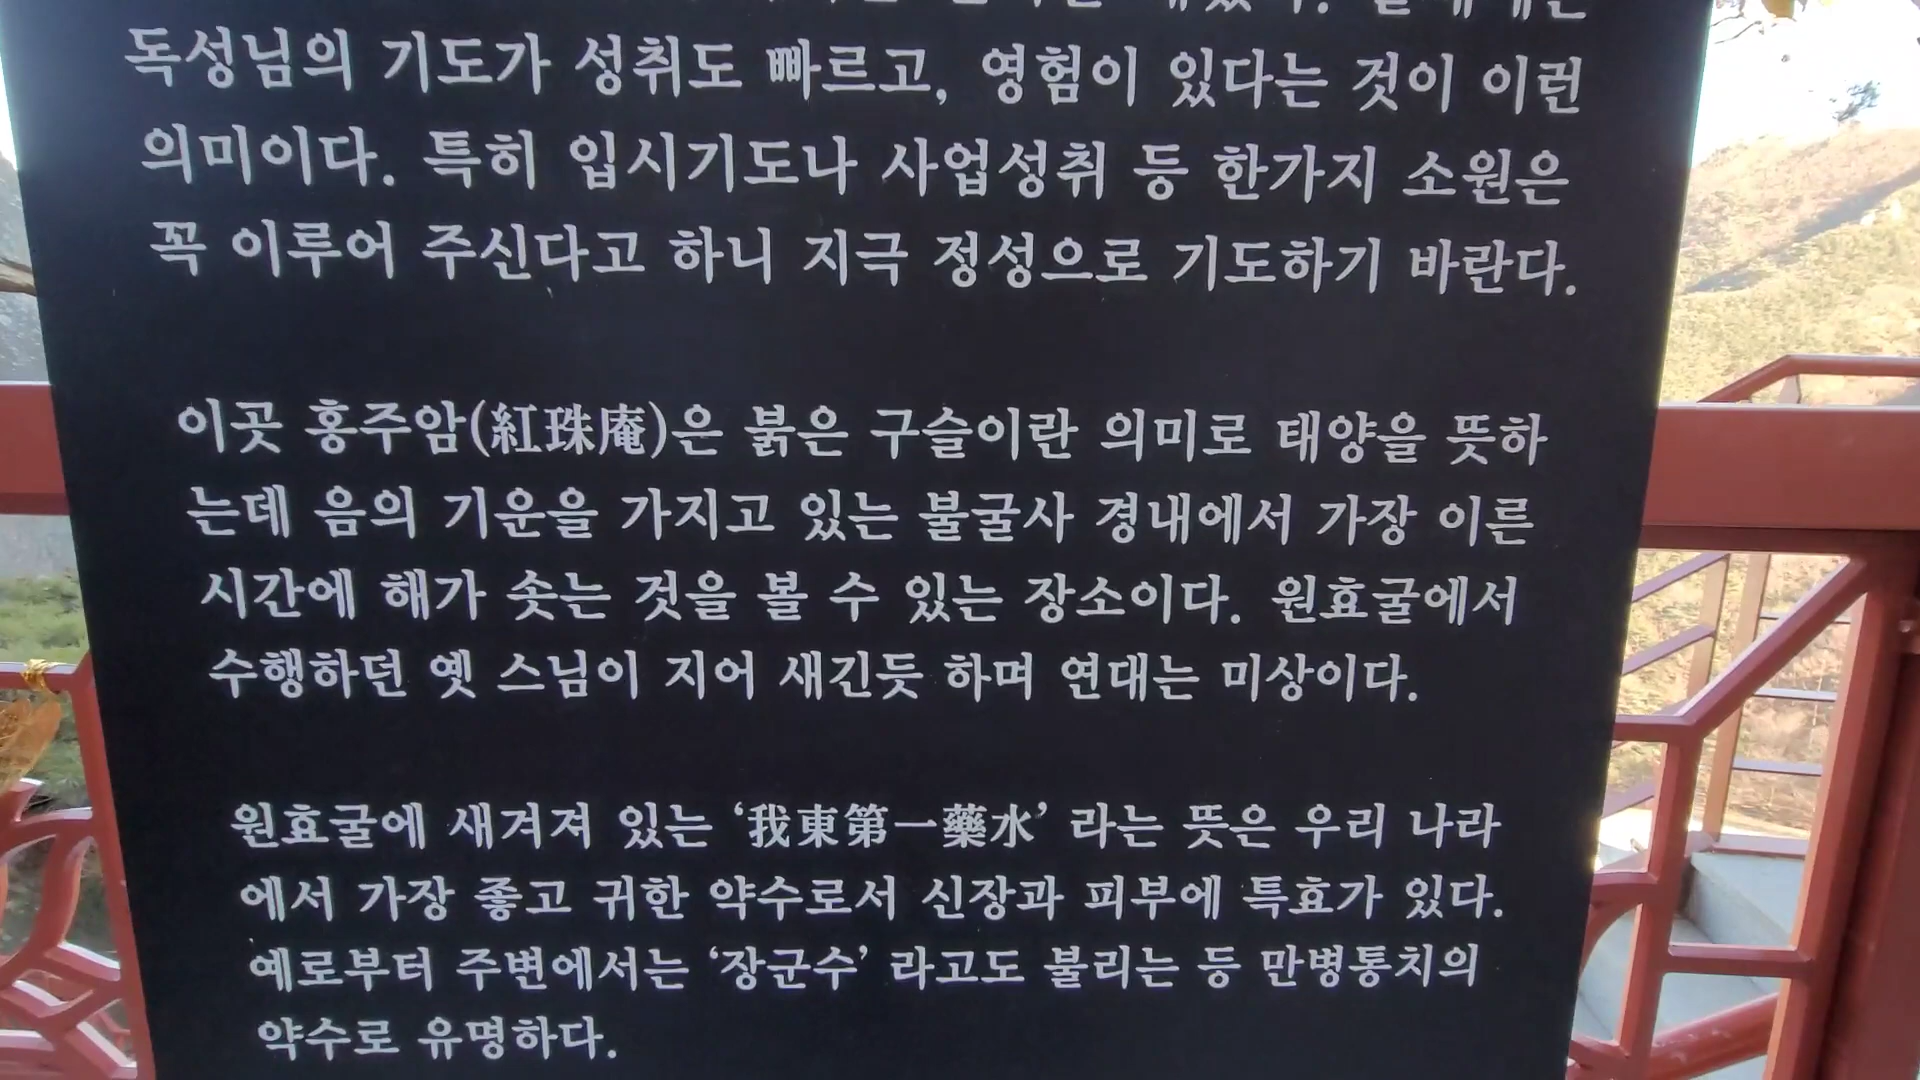 독성님의 기도가 성취도 빠르고, 영험이 있다는 것이 이런
의미이다. 특히 입시기도나 사업성취 등 한가지 소원은
꼭 이루어 주신다고 하니 지극 정성으로 기도하기 바란다.
이곳 홍주암(紅珠庵)은 붉은 구슬이란 의미로 태양을 뜻하
는데 음의 기운을 가지고 있는 불굴사 경내에서 가장 이른
시간에 해가 솟는 것을 볼 수 있는 장소이다. 원효굴에서
수행하던 옛 스님이 지어 새긴듯 하며 연대는 미상이다.
원효굴에 새겨져 있는 ‘我東第一藥水’ 라는 뜻은 우리 나라
에서 가장 좋고 귀한 약수로서 신장과 피부에 특효가 있다.
예로부터 주변에서는 ‘장군수’ 라고도 불리는 등 만병통치의
약수로 유명하다.